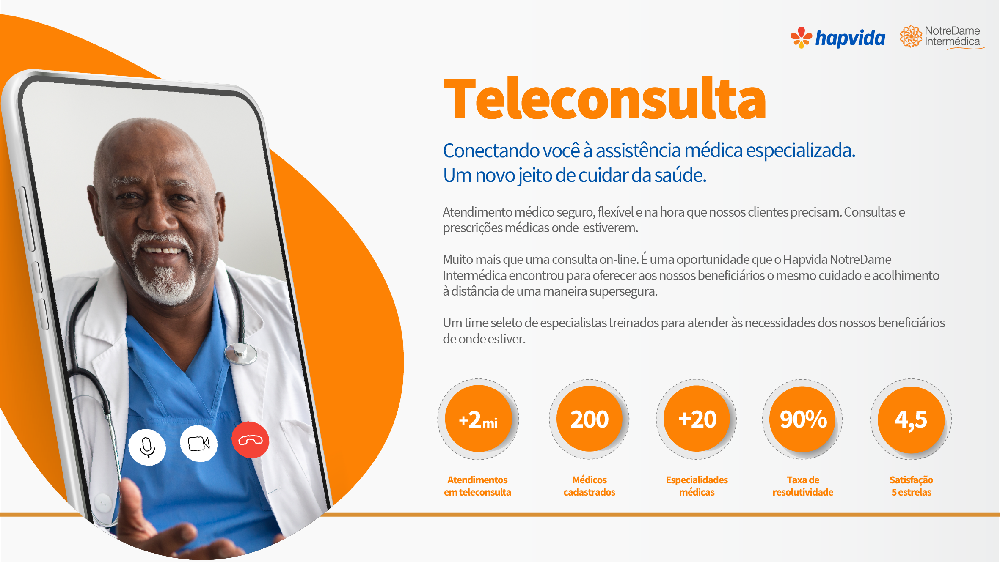 hapvida
NotreDame
Intermédica
Teleconsulta
Conectando você à assistência médica especializada.
Um novo jeito de cuidar da saúde.
Atendimento médico seguro, flexível e na hora que nossos clientes precisam. Consultas e
prescrições médicas onde estiverem.
Muito mais que uma consulta on-line. É uma oportunidade que o Hapvida NotreDame
Intermédica encontrou para oferecer aos nossos beneficiários o mesmo cuidado e acolhimento
à distância de uma maneira supersegura.
Um time seleto de especialistas treinados para atender às necessidades dos nossos beneficiários
de onde estiver.
+2mi
Atendimentos
em teleconsulta
200
Médicos
cadastrados
+20
Especialidades
médicas
90%
Taxa de
resolutividade
4,5
Satisfação
5 estrelas